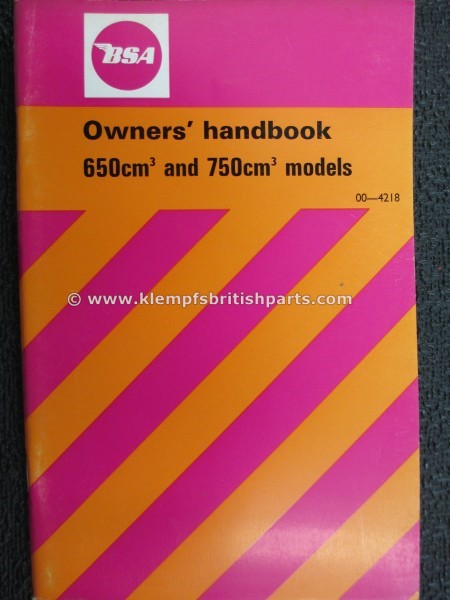 BSA
Owners' handbook
650cm³ and 750cm³ models
00—4218
© www.klempfsbritishparts.com